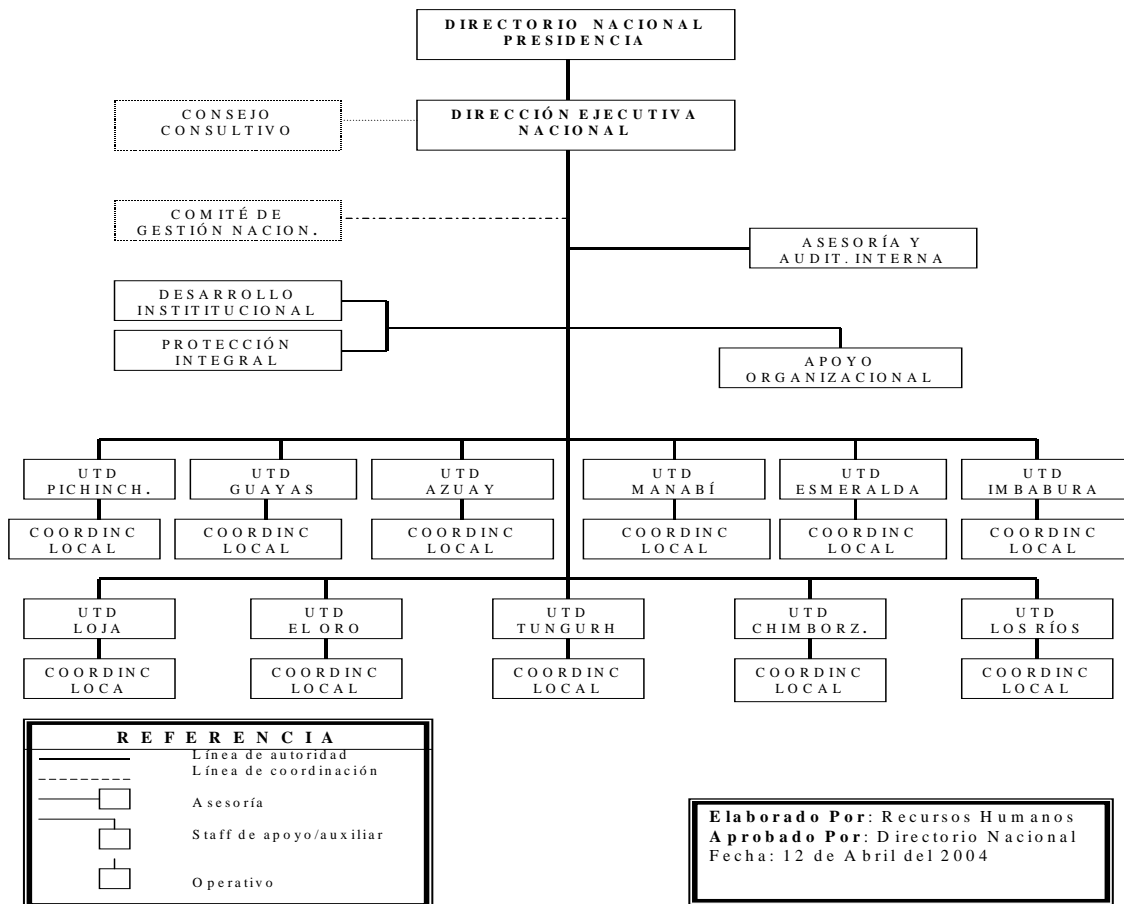 DIRECTORIO NACIONAL
PRESIDENCIA
CONSEJO
CONSULTIVO
DIRECCIÓN EJECUTIVA
NACIONAL
COMITÉ DE
GESTIÓN NACION.
ASESORÍA Y
AUDIT. INTERNA
DESARROLLO
INSTITITUCIONAL
PROTECCIÓN
INTEGRAL
APOYO
ORGANIZACIONAL
UTD
PICHINCH.
UTD
GUAYAS
UTD
AZUAY
UTD
MANABÍ
UTD
ESMERALDA
UTD
IMBABURA
COORDINC
LOCAL
COORDINC
LOCAL
COORDINC
LOCAL
COORDINC
LOCAL
COORDINC
LOCAL
COORDINC
LOCAL
UTD
LOJA
UTD
EL ORO
UTD
TUNGURH
UTD
CHIMBORZ.
UTD
LOS RÍOS
COORDINC
LOCA
COORDINC
LOCAL
COORDINC
LOCAL
COORDINC
LOCAL
COORDINC
LOCAL
REFERENCIA
Línea de autoridad
Línea de coordinación
Asesoría
Staff de apoyo/auxiliar
Operativo
Elaborado Por: Recursos Humanos
Aprobado Por: Directorio Nacional
Fecha: 12 de Abril del 2004